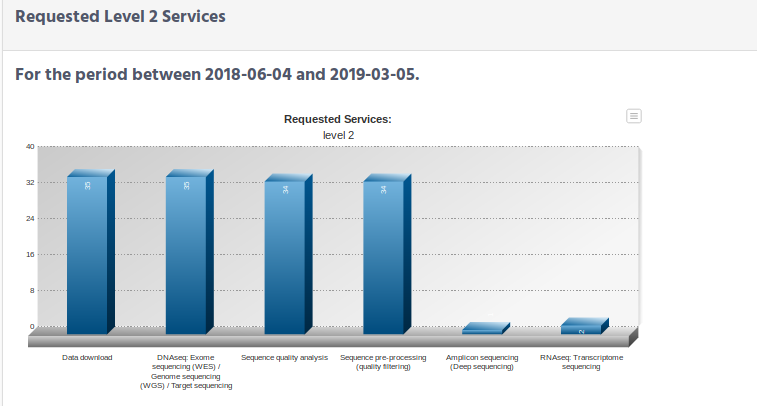 Requested Level 2 Services
For the period between 2018-06-04 and 2019-03-05.
Requested Services:
level 2
40
32
24
16
8
0
35
35
34
34
2
Data download
DNAseq: Exome
sequencing (WES) /
Genome sequencing
(WGS) / Target sequencing
Sequence quality analysis
Sequence pre-processing
(quality filtering)
Amplicon sequencing
(Deep sequencing)
RNAseq: Transcriptome
sequencing